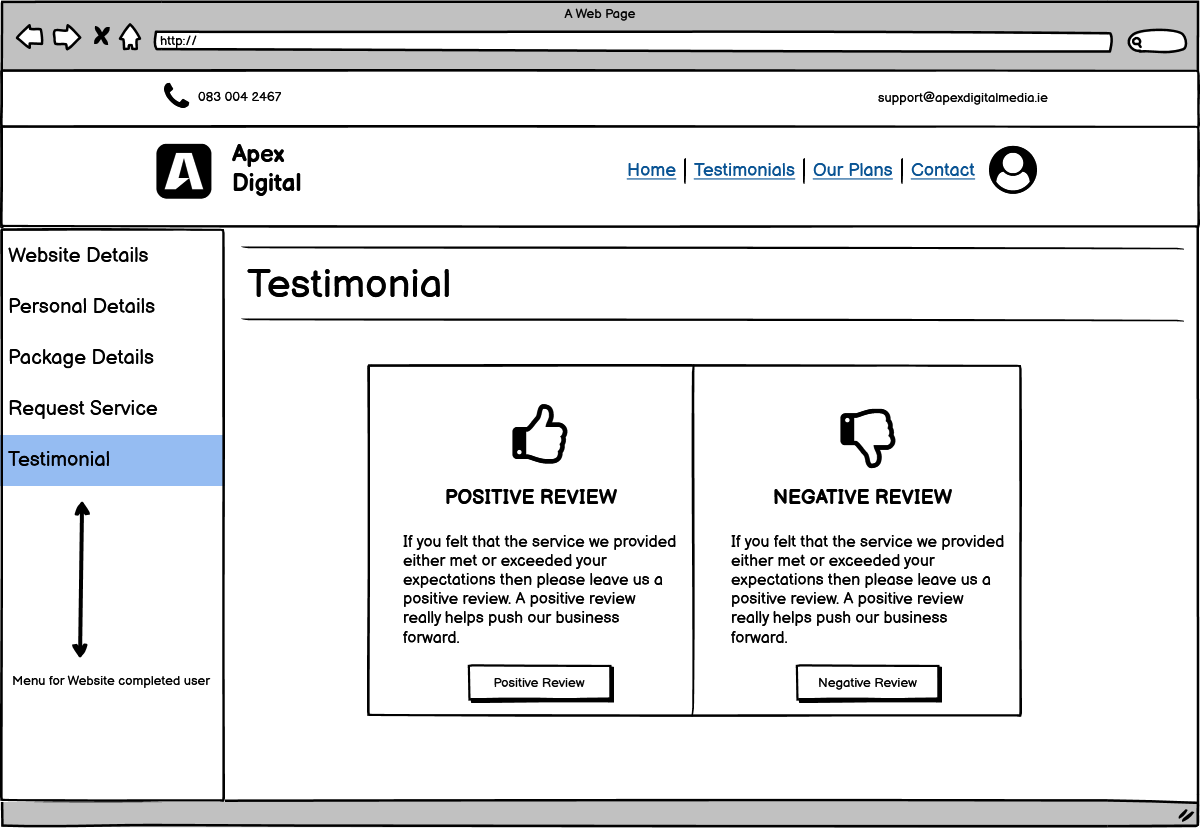 A Web Page
http://
083 004 2467
support@apexdigitalmedia.ie
A
Apex
Digital
Home Testimonials Our Plans Contact
Website Details
Personal Details
Package Details
Request Service
Testimonial
Menu for Website completed user
Testimonial
POSITIVE REVIEW
If you felt that the service we provided
either met or exceeded your
expectations then please leave us a
positive review. A positive review
really helps push our business
forward.
Positive Review
NEGATIVE REVIEW
If you felt that the service we provided
either met or exceeded your
expectations then please leave us a
positive review. A positive review
really helps push our business
forward.
Negative Review